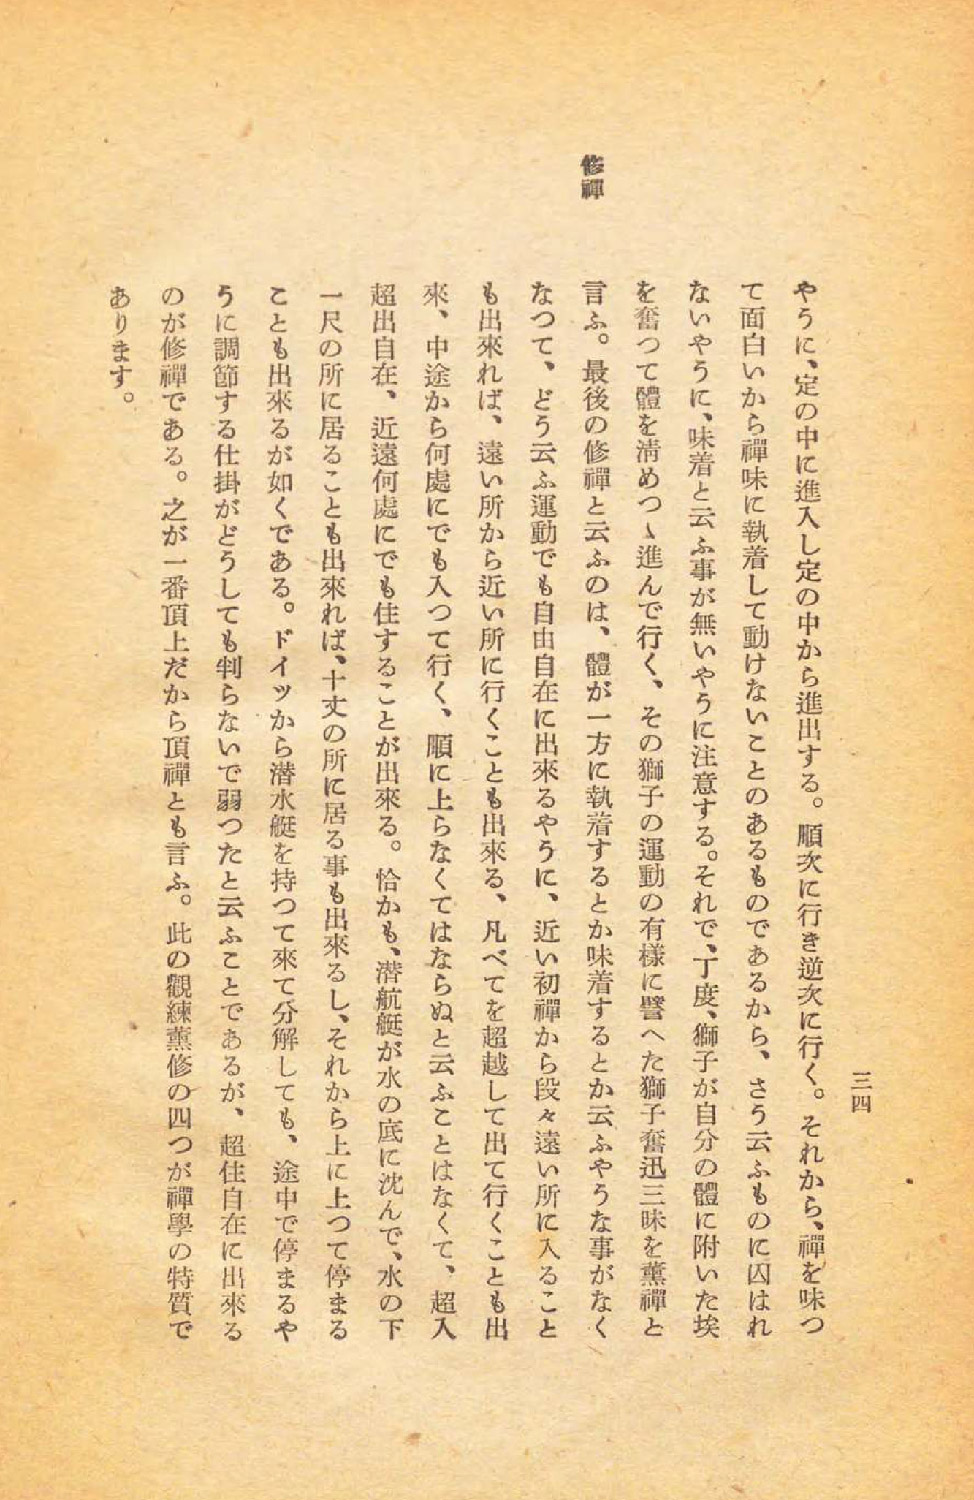 三四
修禪
やうに、定の中に進入し定の中から進出する。順次に行き逆次に行く。それから、禪を味つ
て面白いから禪味に執着して動けないことのあるものであるから、さう云ふものに囚はれ
ないやうに、味着と云ふ事が無いやうに注意する。それで、丁度、獅子が自分の體に附いた埃
を奮つて體を淸めつゝ進んで行く、その獅子の運動の有樣に譬へた獅子奮迅三昧を薰禪と
言ふ。最後の修禪と云ふのは、體が一方に執着するとか味着するとか云ふやうな事がなく
なつて、どう云ふ運動でも自由自在に出來るやうに、近い初禪から段々遠い所に入ること
も出來れば、遠い所から近い所に行くことも出來る、凡べてを超越して出て行くことも出
來、中途から何處にでも入つて行く、順に上らなくてはならぬと云ふことはなくて、超入
超出自在、近遠何處にでも住することが出來る。恰かも、潜航艇が水の底に沈んで、水の下
一尺の所に居ることも出來れば、十丈の所に居る事も出來るし、それから上に上つて停まる
ことも出來るが如くである。ドイツから潜水艇を持つて來て分解しても、途中で停まるや
うに調節する仕掛がどうしても判らないで弱つたと云ふことであるが、超住自在に出來る
のが修禪である。之が一番頂上だから頂禪とも言ふ。此の觀練薰修の四つが禪學の特質で
あります。